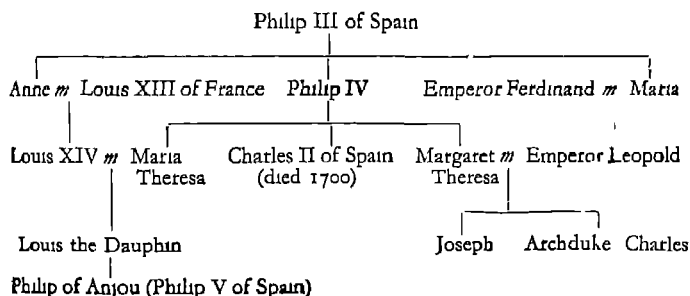 Philip III of Spain
Anne m Louis XIII of France Philip IV Emperor Ferdinand m Maria
Louis XIV m Maria Theresa Charles II of Spain (died 1700) Margaret Theresa m Emperor Leopold
Louis the Dauphin Joseph Archduke Charles
Philip of Anjou (Philip V of Spain)